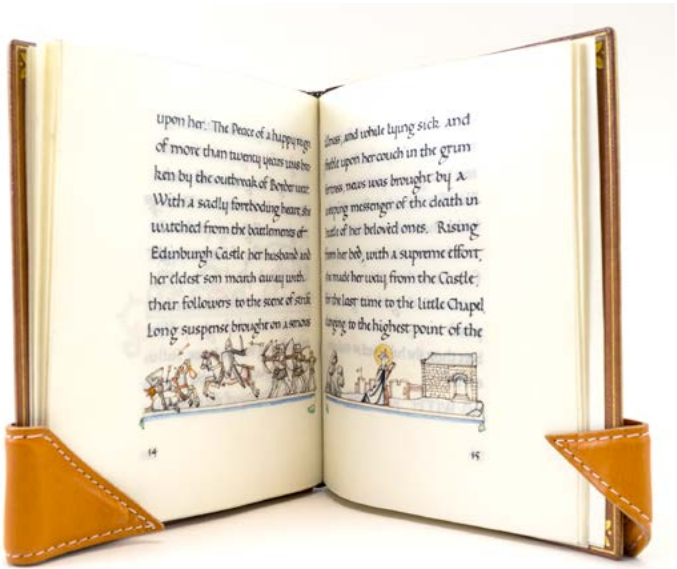 upon her. The Peace of a happy reign
of more than twenty years was bro
ken by the outbreak of Border war.
With a sadly foreboding heart, she
watched from the battlements of
Edinburgh Castle her husband and
her eldest son march away with
their followers to the scene of strife
Long suspense brought on a serious
14
illness, and while lying sick and
feeble upon her couch in the grim
fortress, news was brought by a
weeping messenger of the death in
battle of her beloved ones. Rising
from her bed, with a supreme effort,
she made her way from the Castle
for the last time to the little Chapel
clinging to the highest point of the
15